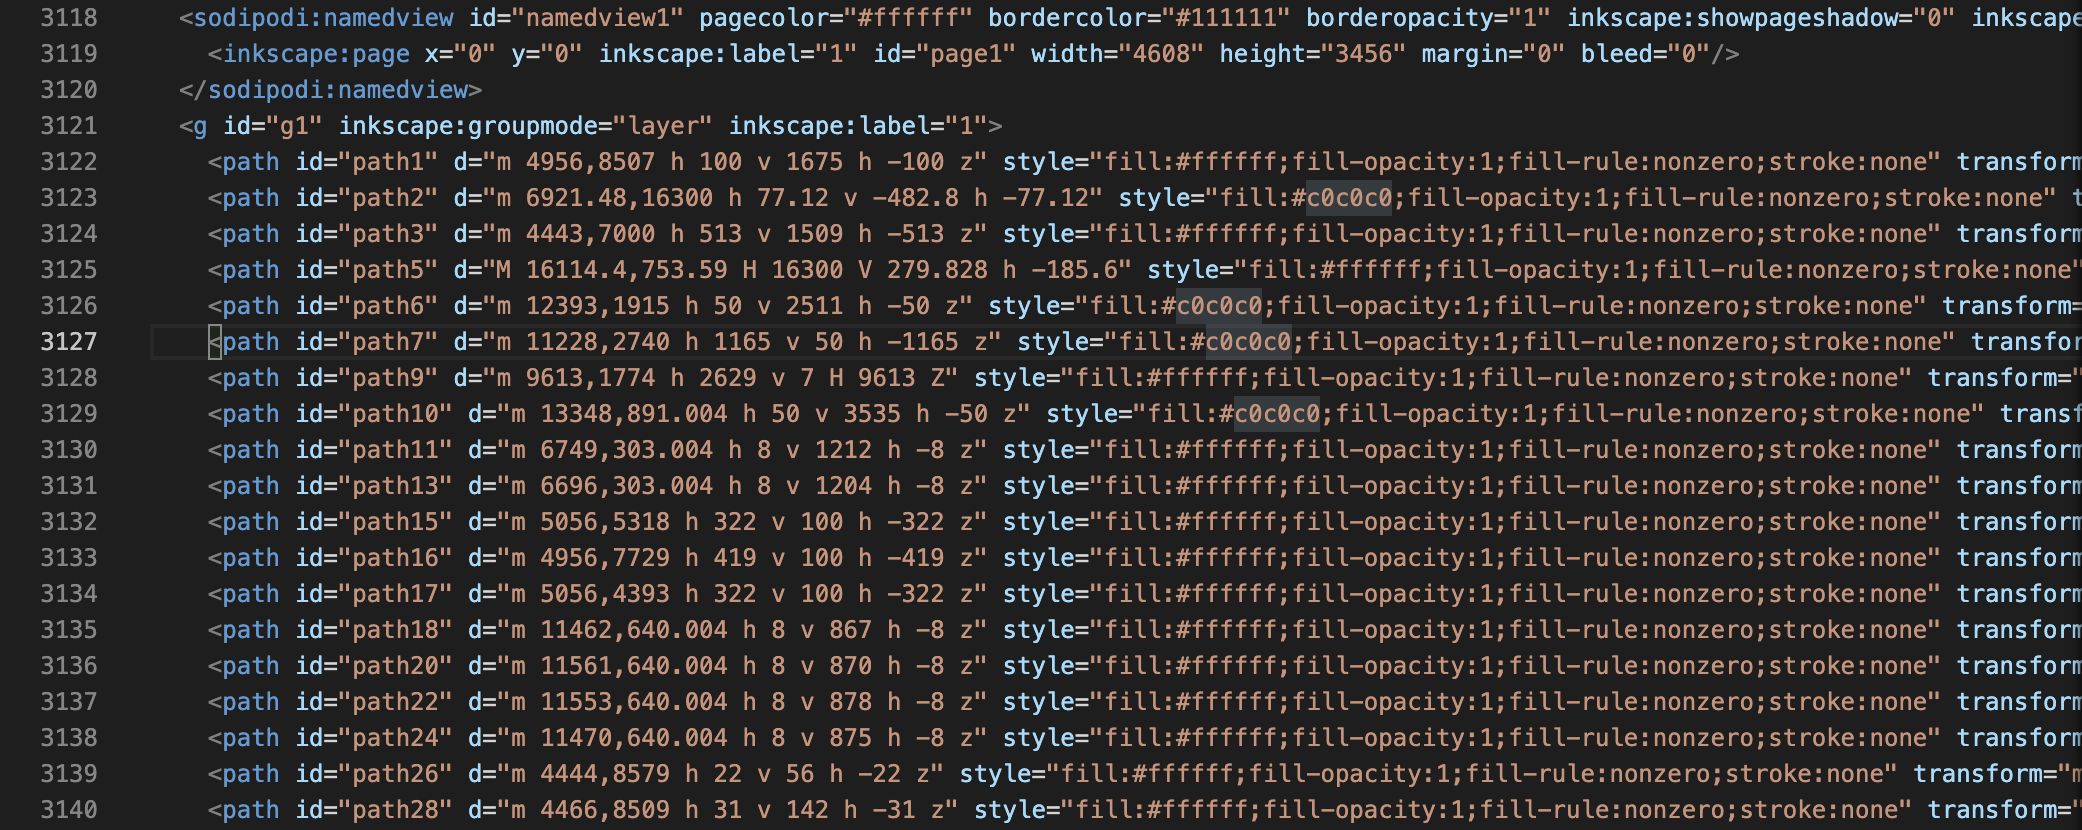 3118 <sodipodi:namedview id="namedview1" pagecolor="#ffffff" bordercolor="#111111" borderopacity="1" inkscape:showpageshadow="0" inkscape
3119 <inkscape:page x="0" y="0" inkscape:label="1" id="page1" width="4608" height="3456" margin="0" bleed="0"/>
3120 </sodipodi:namedview>
3121 <g id="g1" inkscape:groupmode="layer" inkscape:label="1">
3122 <path id="path1" d="m 4956,8507 h 100 v 1675 h -100 z" style="fill:#ffffff;fill-opacity:1;fill-rule:nonzero;stroke:none" transform
3123 <path id="path2" d="m 6921.48,16300 h 77.12 v -482.8 h -77.12" style="fill:#c0c0c0;fill-opacity:1;fill-rule:nonzero;stroke:none" t
3124 <path id="path3" d="m 4443,7000 h 513 v 1509 h -513 z" style="fill:#ffffff;fill-opacity:1;fill-rule:nonzero;stroke:none" transform
3125 <path id="path5" d="M 16114.4,753.59 H 16300 V 279.828 h -185.6" style="fill:#ffffff;fill-opacity:1;fill-rule:nonzero;stroke:none"
3126 <path id="path6" d="m 12393,1915 h 50 v 2511 h -50 z" style="fill:#c0c0c0;fill-opacity:1;fill-rule:nonzero;stroke:none" transform=
3127 <path id="path7" d="m 11228,2740 h 1165 v 50 h -1165 z" style="fill:#c0c0c0;fill-opacity:1;fill-rule:nonzero;stroke:none" transfor
3128 <path id="path9" d="m 9613,1774 h 2629 v 7 H 9613 Z" style="fill:#ffffff;fill-opacity:1;fill-rule:nonzero;stroke:none" transform="
3129 <path id="path10" d="m 13348,891.004 h 50 v 3535 h -50 z" style="fill:#c0c0c0;fill-opacity:1;fill-rule:nonzero;stroke:none" transf
3130 <path id="path11" d="m 6749,303.004 h 8 v 1212 h -8 z" style="fill:#ffffff;fill-opacity:1;fill-rule:nonzero;stroke:none" transform
3131 <path id="path13" d="m 6696,303.004 h 8 v 1204 h -8 z" style="fill:#ffffff;fill-opacity:1;fill-rule:nonzero;stroke:none" transform
3132 <path id="path15" d="m 5056,5318 h 322 v 100 h -322 z" style="fill:#ffffff;fill-opacity:1;fill-rule:nonzero;stroke:none" transform
3133 <path id="path16" d="m 4956,7729 h 419 v 100 h -419 z" style="fill:#ffffff;fill-opacity:1;fill-rule:nonzero;stroke:none" transform
3134 <path id="path17" d="m 5056,4393 h 322 v 100 h -322 z" style="fill:#ffffff;fill-opacity:1;fill-rule:nonzero;stroke:none" transform
3135 <path id="path18" d="m 11462,640.004 h 8 v 867 h -8 z" style="fill:#ffffff;fill-opacity:1;fill-rule:nonzero;stroke:none" transform
3136 <path id="path20" d="m 11561,640.004 h 8 v 870 h -8 z" style="fill:#ffffff;fill-opacity:1;fill-rule:nonzero;stroke:none" transform
3137 <path id="path22" d="m 11553,640.004 h 8 v 878 h -8 z" style="fill:#ffffff;fill-opacity:1;fill-rule:nonzero;stroke:none" transform
3138 <path id="path24" d="m 11470,640.004 h 8 v 875 h -8 z" style="fill:#ffffff;fill-opacity:1;fill-rule:nonzero;stroke:none" transform
3139 <path id="path26" d="m 4444,8579 h 22 v 56 h -22 z" style="fill:#ffffff;fill-opacity:1;fill-rule:nonzero;stroke:none" transform="m
3140 <path id="path28" d="m 4466,8509 h 31 v 142 h -31 z" style="fill:#ffffff;fill-opacity:1;fill-rule:nonzero;stroke:none" transform="